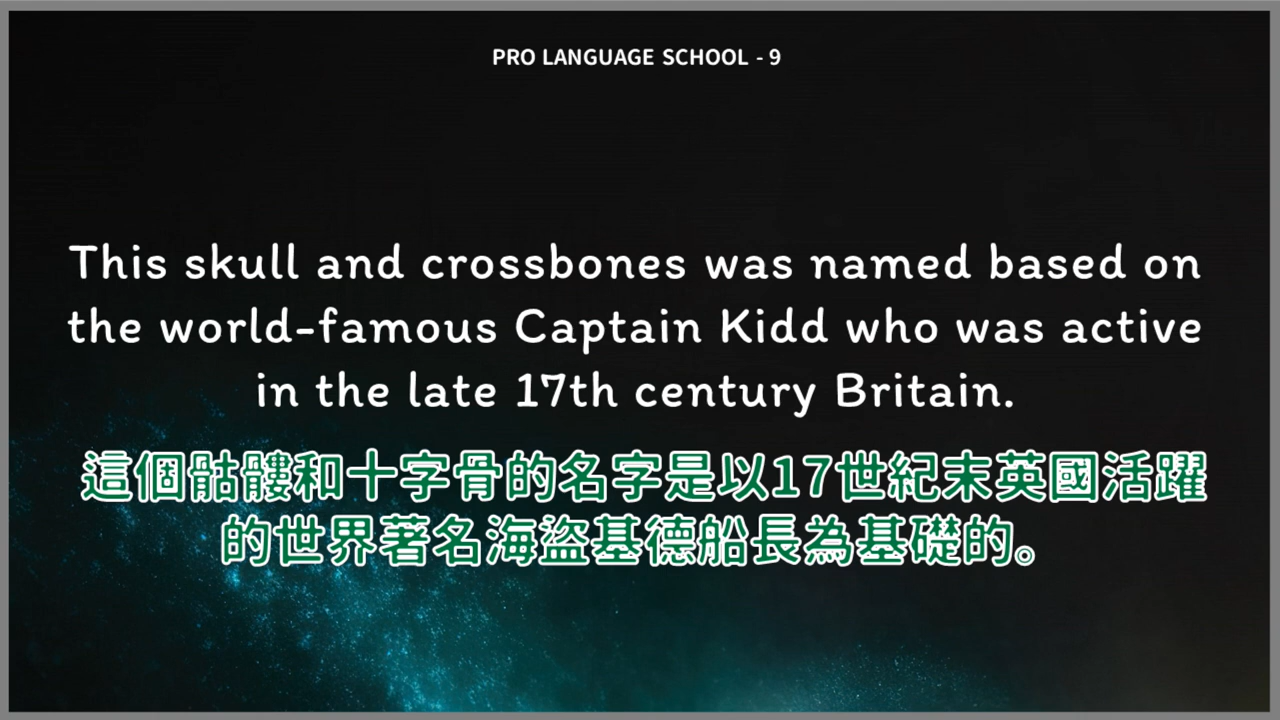 PRO LANGUAGE SCHOOL - 9
This skull and crossbones was named based on
the world-famous Captain Kidd who was active
in the late 17th century Britain.
這個骷髏和十字骨的名字是以17世紀末英國活躍
的世界著名海盜基德船長為基礎的。